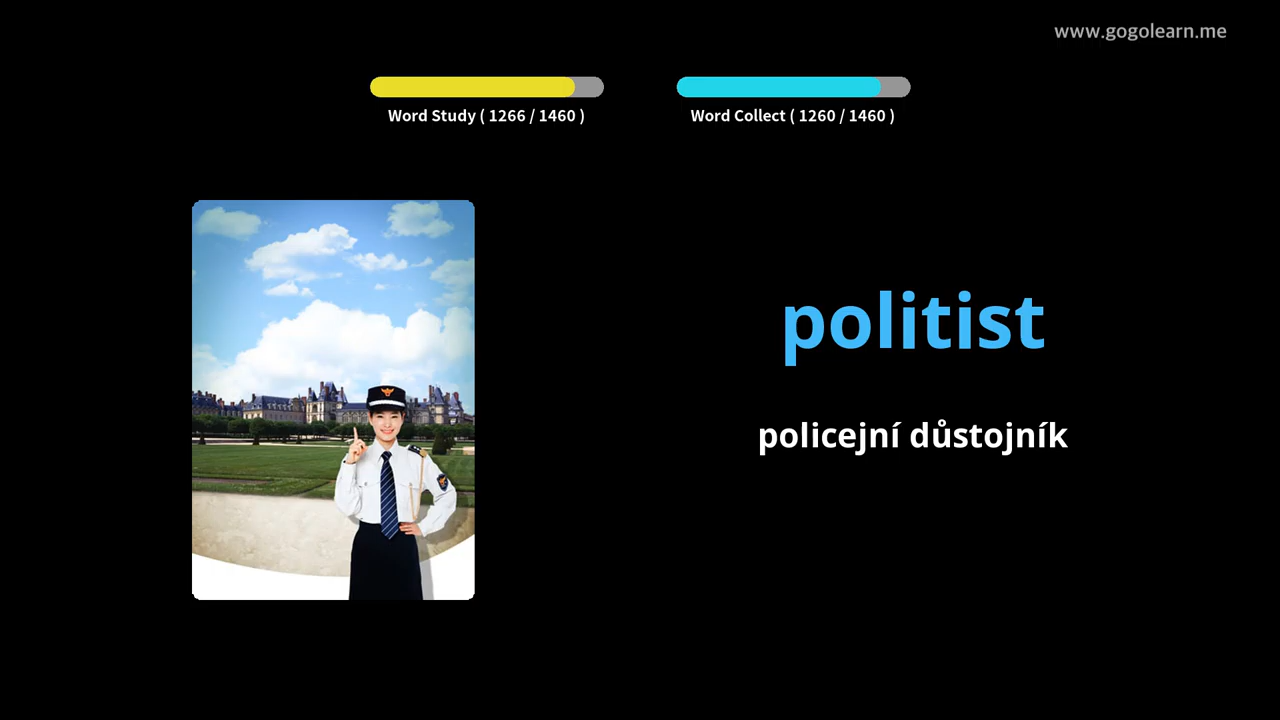 www.gogolearn.me
Word Study ( 1266 / 1460 )
Word Collect ( 1260 / 1460 )
politist
policejní důstojník